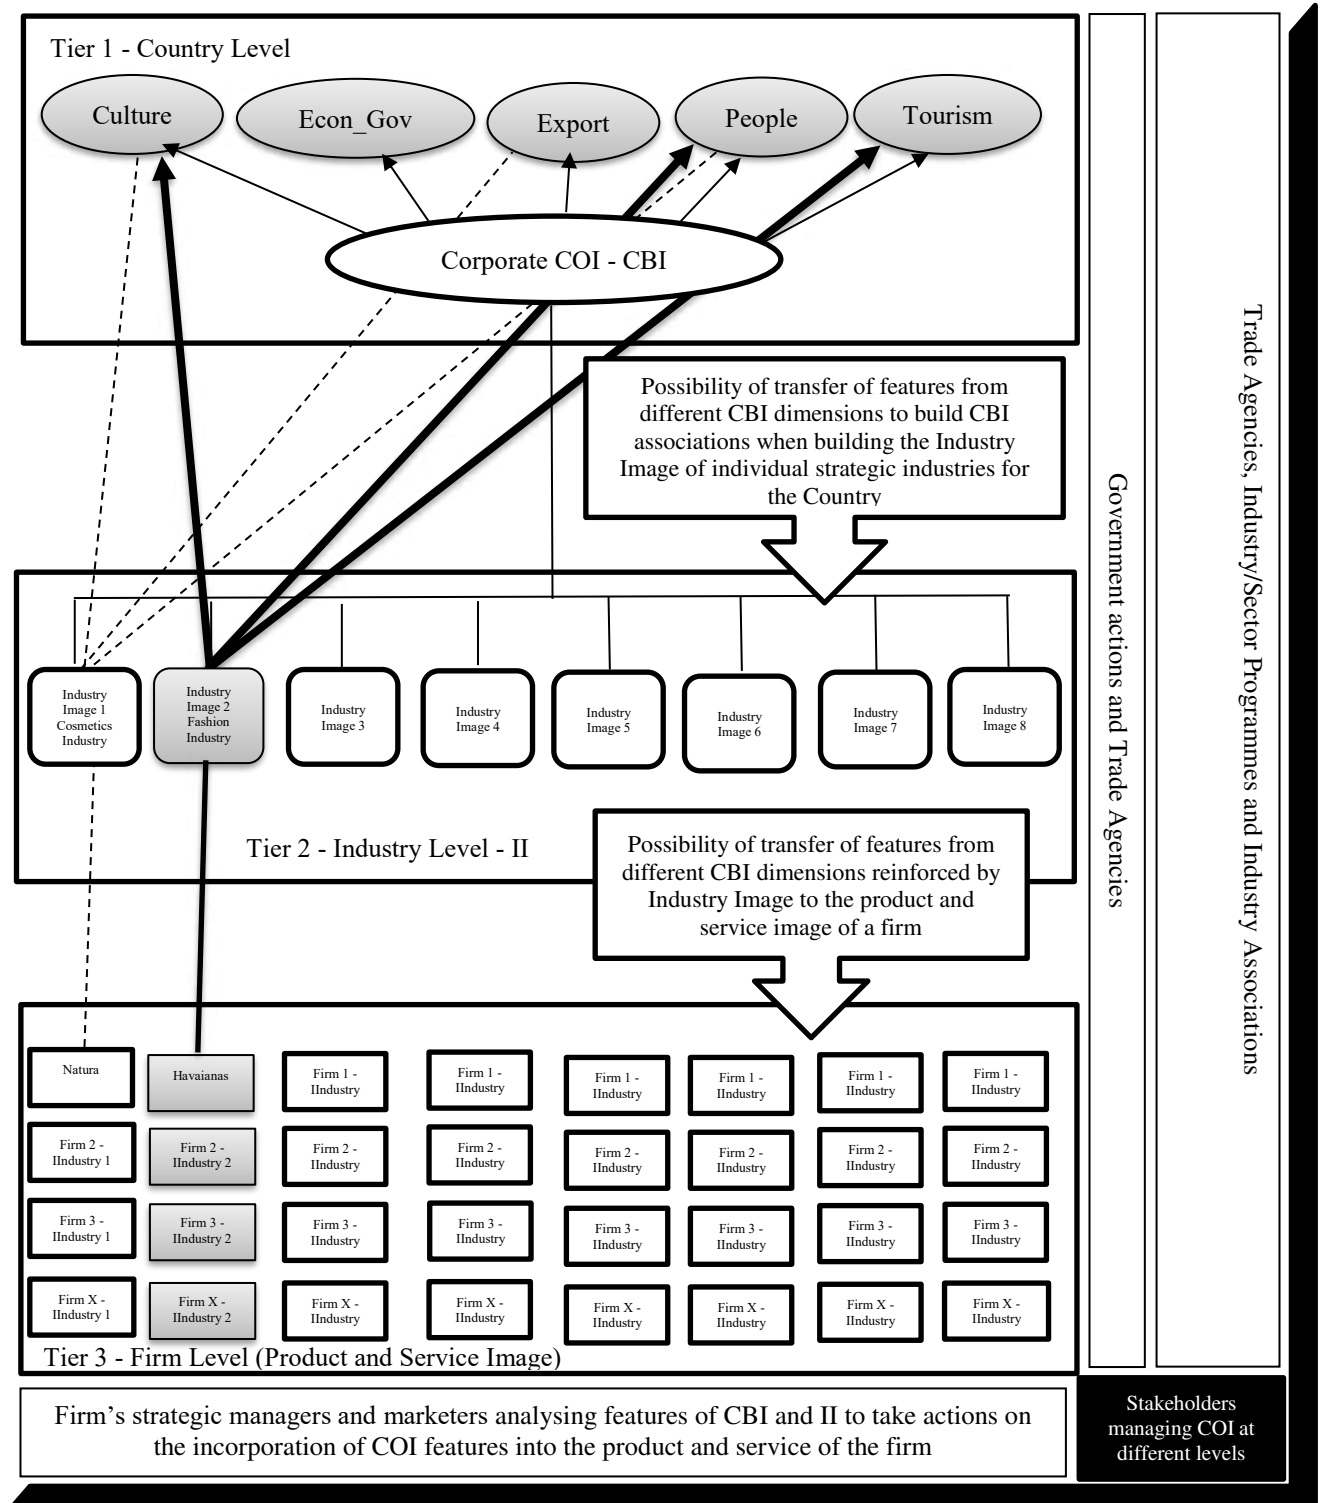 Tier 1 - Country Level
Culture
Econ_Gov
Export
People
Tourism
Corporate COI - CBI
Possibility of transfer of features from
different CBI dimensions to build CBI
associations when building the Industry
Image of individual strategic industries for
the Country
Industry
Image 1
Cosmetics
Industry
Industry
Image 2
Fashion
Industry
Industry
Image 3
Industry
Image 4
Industry
Image 5
Industry
Image 6
Industry
Image 7
Industry
Image 8
Tier 2 - Industry Level - II
Possibility of transfer of features from
different CBI dimensions reinforced by
Industry Image to the product and
service image of a firm
Natura
Havaianas
Firm 1 -
IIndustry
Firm 1 -
IIndustry
Firm 1 -
IIndustry
Firm 1 -
IIndustry
Firm 1 -
IIndustry
Firm 1 -
IIndustry
Firm 2 -
IIndustry 1
Firm 2 -
IIndustry 2
Firm 2 -
IIndustry
Firm 2 -
IIndustry
Firm 2 -
IIndustry
Firm 2 -
IIndustry
Firm 2 -
IIndustry
Firm 2 -
IIndustry
Firm 3 -
IIndustry 1
Firm 3 -
IIndustry 2
Firm 3 -
IIndustry
Firm 3 -
IIndustry
Firm 3 -
IIndustry
Firm 3 -
IIndustry
Firm 3 -
IIndustry
Firm 3 -
IIndustry
Firm X -
IIndustry 1
Firm X -
IIndustry 2
Firm X -
IIndustry
Firm X -
IIndustry
Firm X -
IIndustry
Firm X -
IIndustry
Firm X -
IIndustry
Firm X -
IIndustry
Tier 3 - Firm Level (Product and Service Image)
Government actions and Trade Agencies
Trade Agencies, Industry/Sector Programmes and Industry Associations
Firm’s strategic managers and marketers analysing features of CBI and II to take actions on
the incorporation of COI features into the product and service of the firm
Stakeholders
managing COI at
different levels